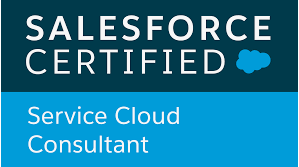 SALESFORCE
CERTIFIED
Service Cloud
Consultant